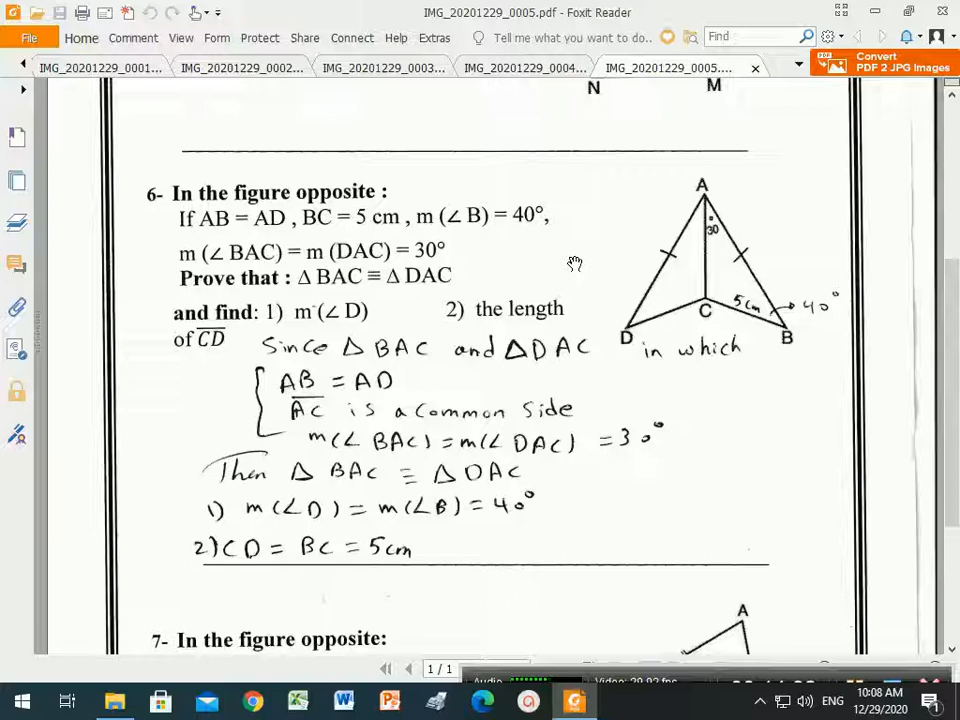 IMG_20201229_0005.pdf - Foxit Reader
File Home Comment View Form Protect Share Connect Help Extras Tell me what you want to do.. Find
IMG_20201229_0001... IMG_20201229_0002... IMG_20201229_0003... IMG_20201229_0004... IMG_20201229_0005....
Convert
PDF 2 JPG Images
N M
6- In the figure opposite :
If AB = AD , BC = 5 cm , m (∠ B) = 40°,
m (∠ BAC) = m (DAC) = 30°
Prove that : Δ BAC ≡ Δ DAC
and find: 1) m (∠ D) 2) the length
of CD
A
30
C
5cm
40°
D
B
Since Δ BAC and Δ DAC in which
AB = AD
AC is a Common Side
m(∠ BAC) = m(∠ DAC) = 30°
Then Δ BAC ≡ Δ DAC
1) m(∠D) = m(∠B) = 40°
2) CD = BC = 5cm
A
7- In the figure opposite:
1 / 1
ENG
10:08 AM
12/29/2020